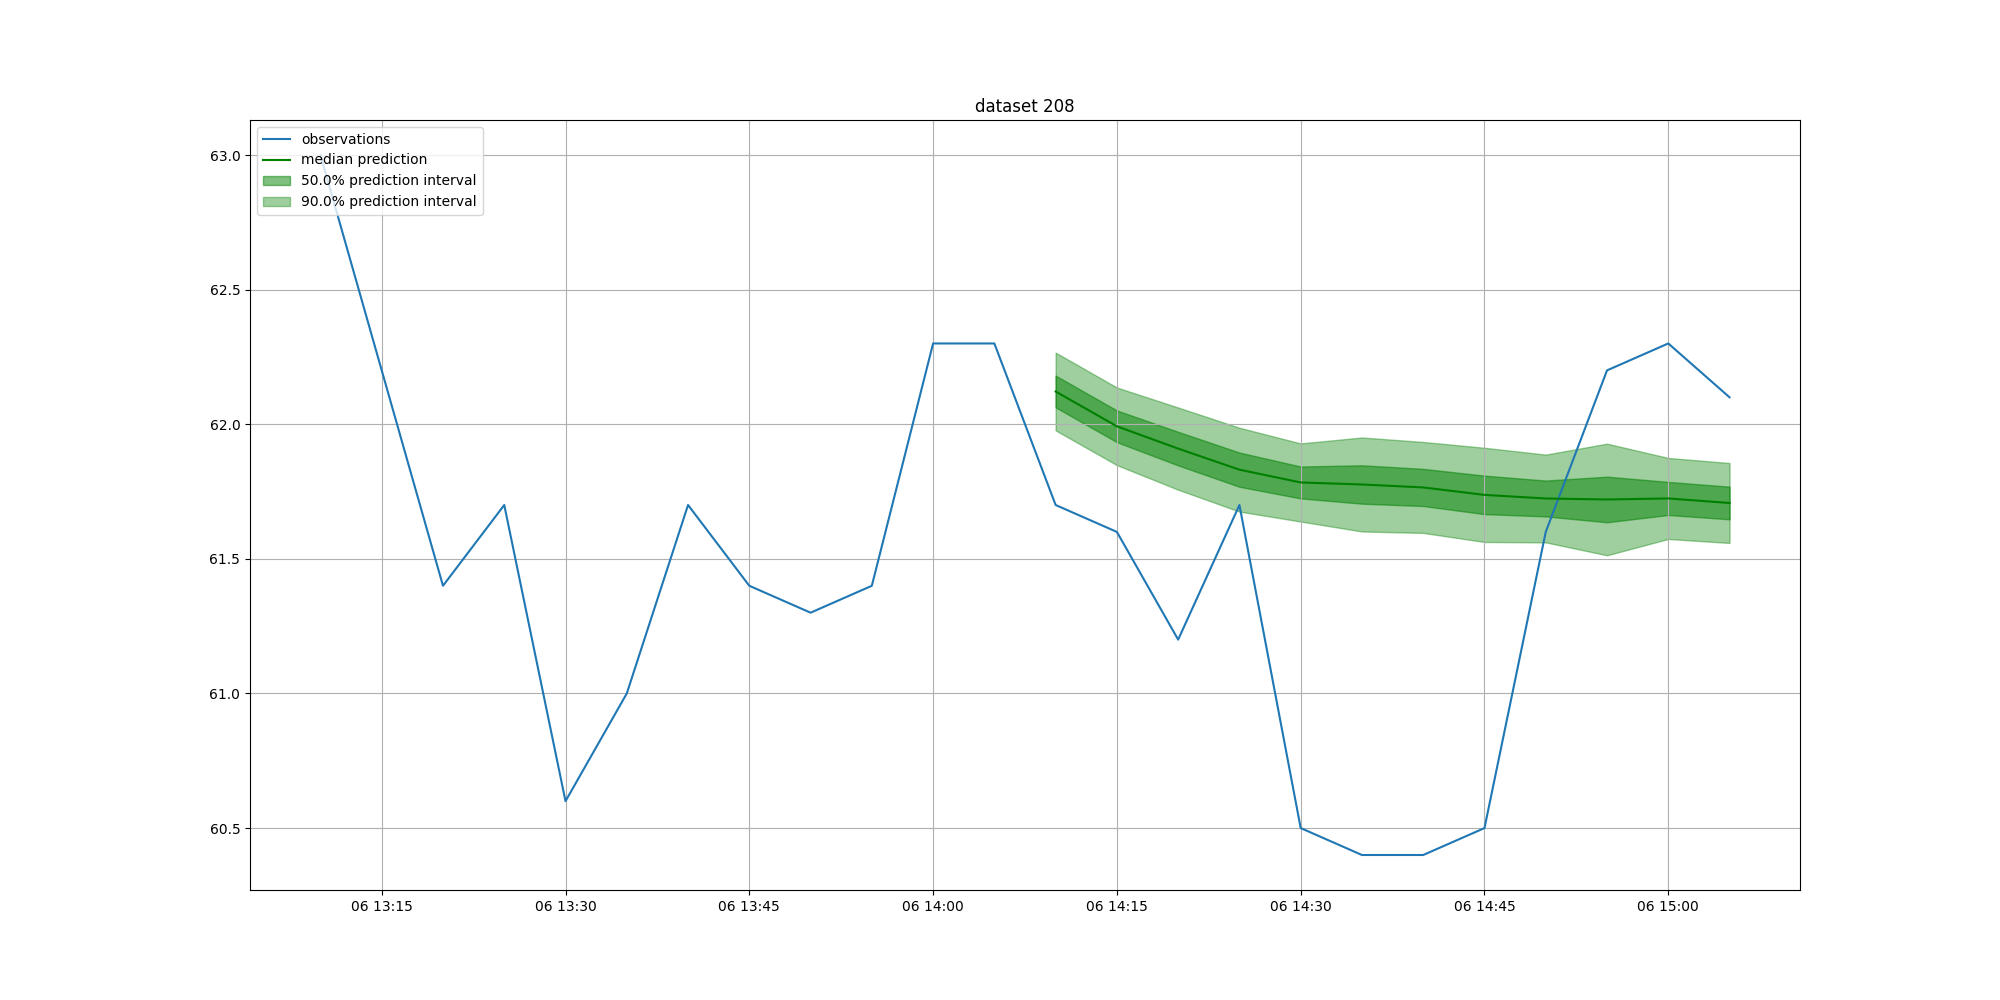 dataset 208
observations
median prediction
50.0% prediction interval
90.0% prediction interval
63.0
62.5
62.0
61.5
61.0
60.5
06 13:15
06 13:30
06 13:45
06 14:00
06 14:15
06 14:30
06 14:45
06 15:00